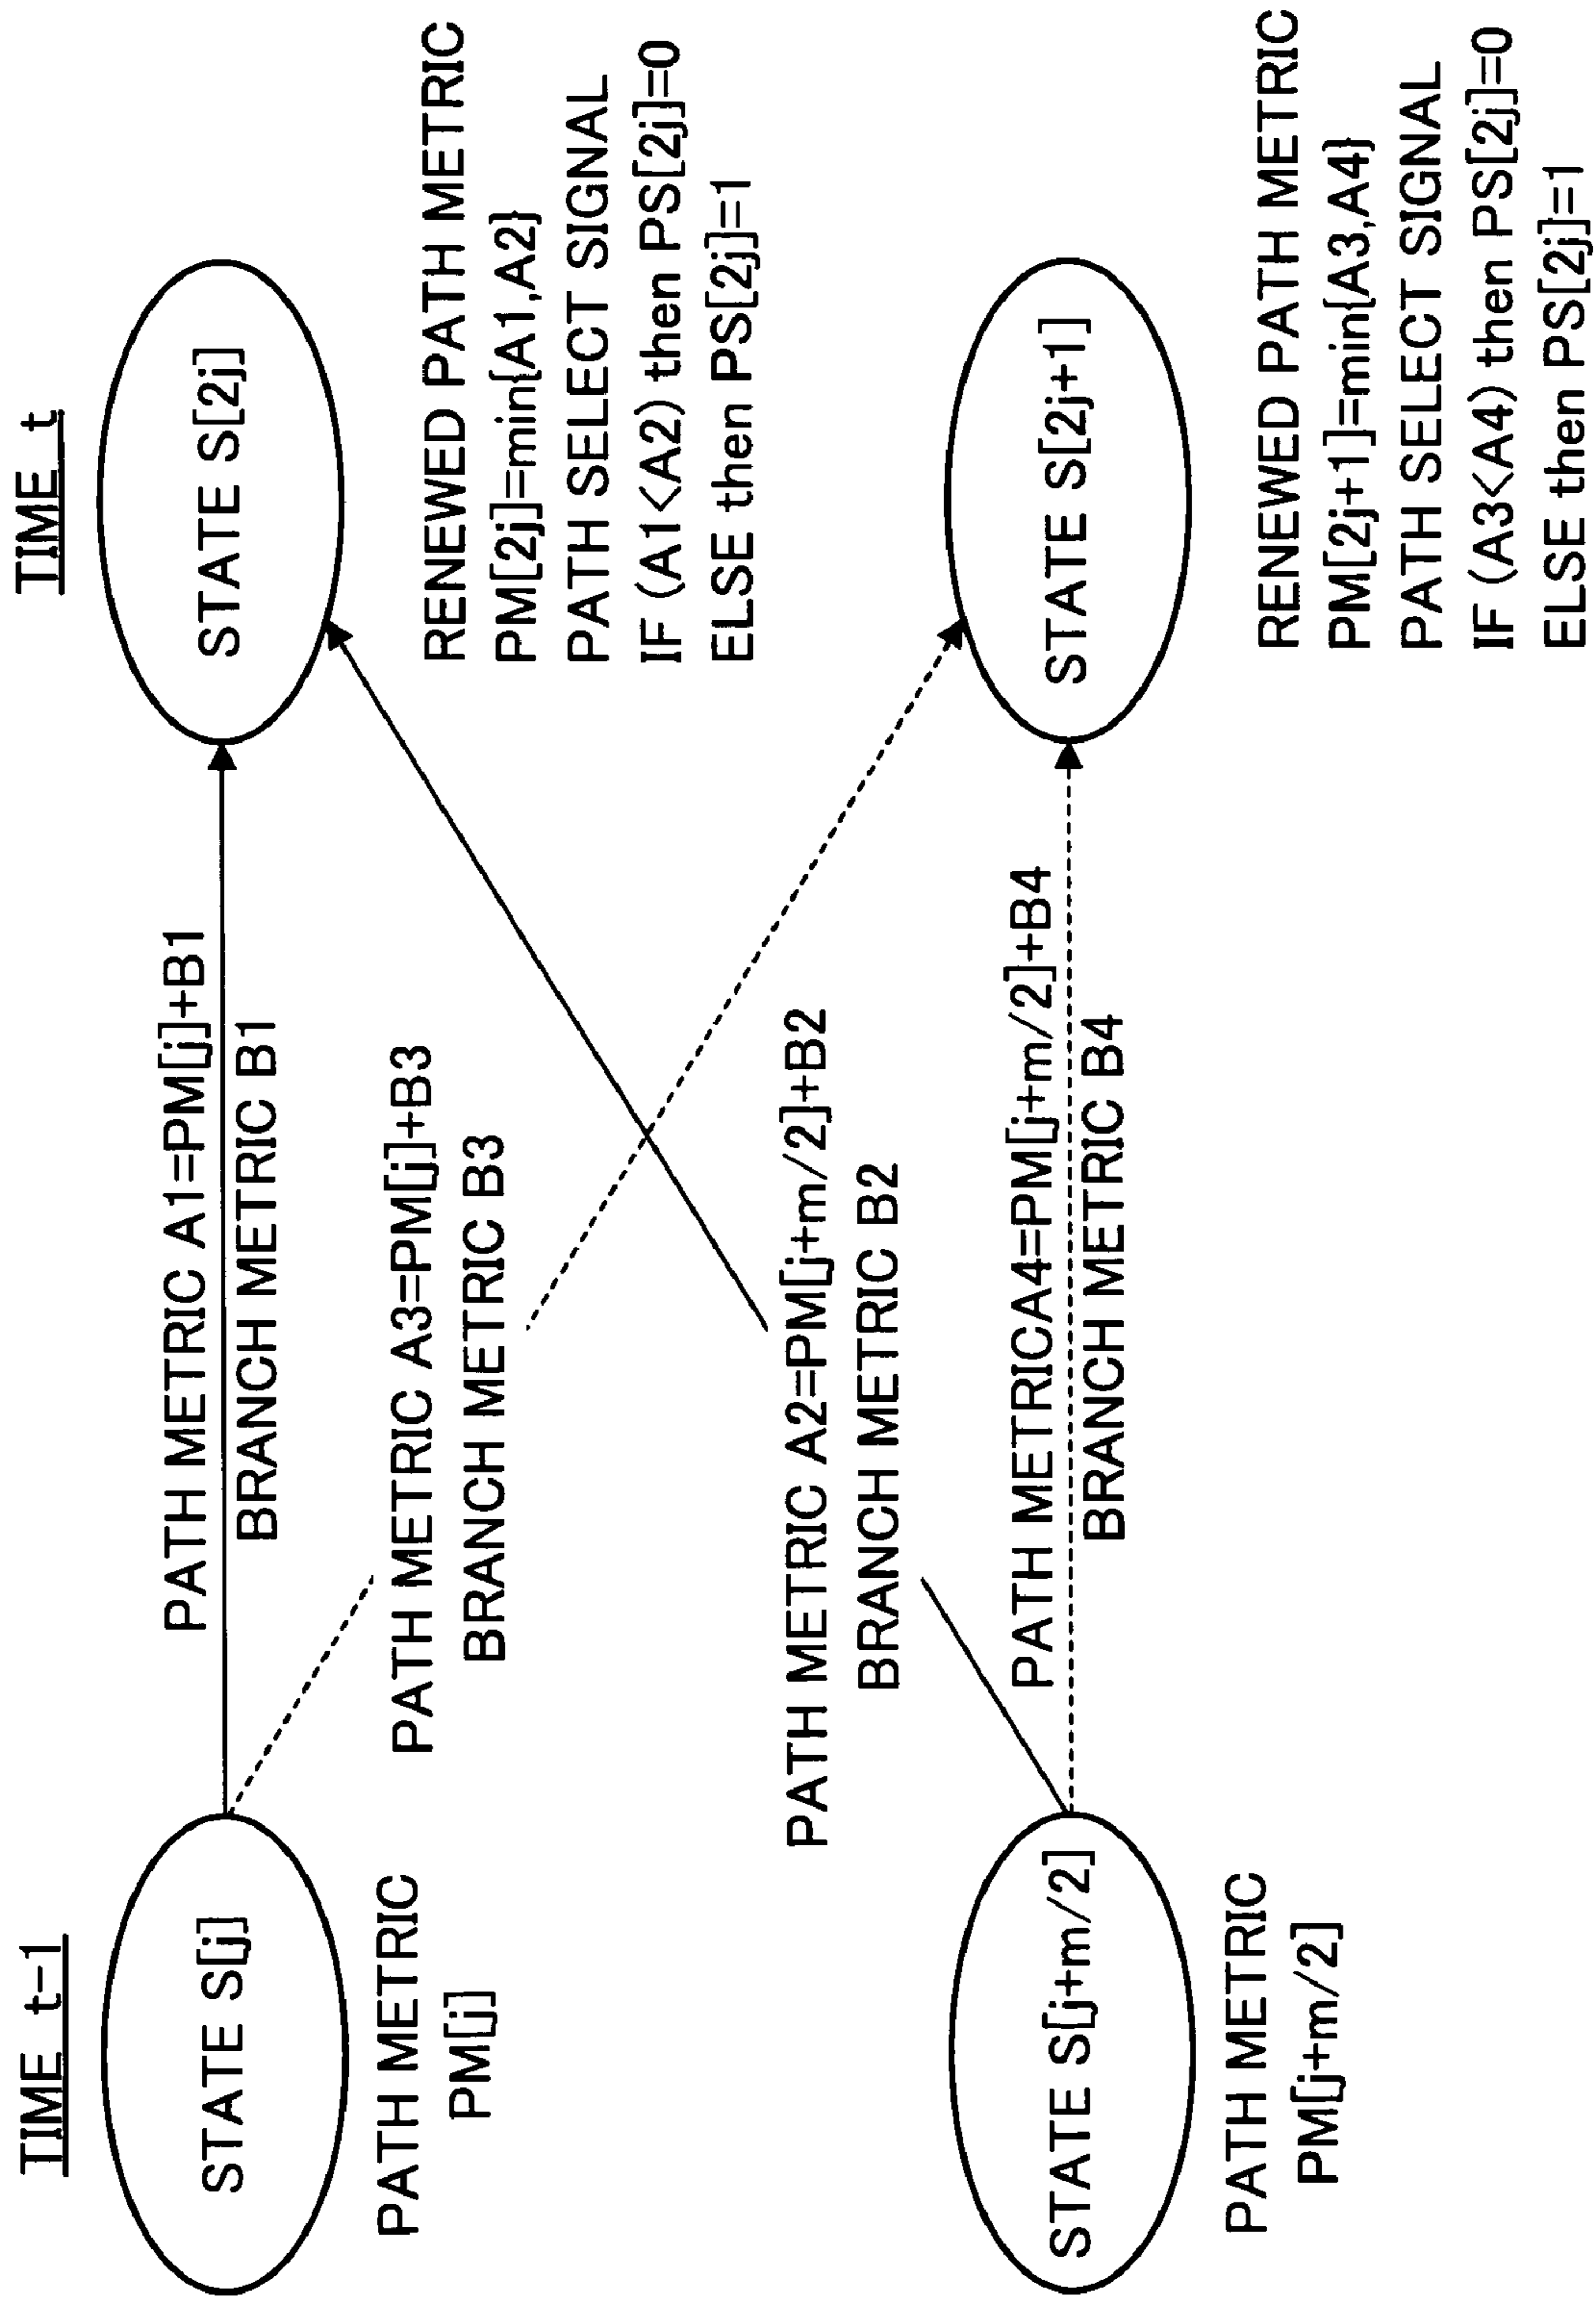 TIME t-1
TIME t
STATE S[j]
PATH METRIC
PM[j]
PATH METRIC A1=PM[j]+B1
BRANCH METRIC B1
PATH METRIC A3=PM[j]+B3
BRANCH METRIC B3
STATE S[2j]
RENEWED PATH METRIC
PM[2j]=min{A1,A2}
PATH SELECT SIGNAL
IF (A1<A2) then PS[2j]=0
ELSE then PS[2j]=1
PATH METRIC A2=PM[j+m/2]+B2
BRANCH METRIC B2
STATE S[j+m/2]
PATH METRIC
PM[j+m/2]
PATH METRICA4=PM[j+m/2]+B4
BRANCH METRIC B4
STATE S[2j+1]
RENEWED PATH METRIC
PM[2j+1]=min{A3,A4}
PATH SELECT SIGNAL
IF (A3<A4) then PS[2j]=0
ELSE then PS[2j]=1